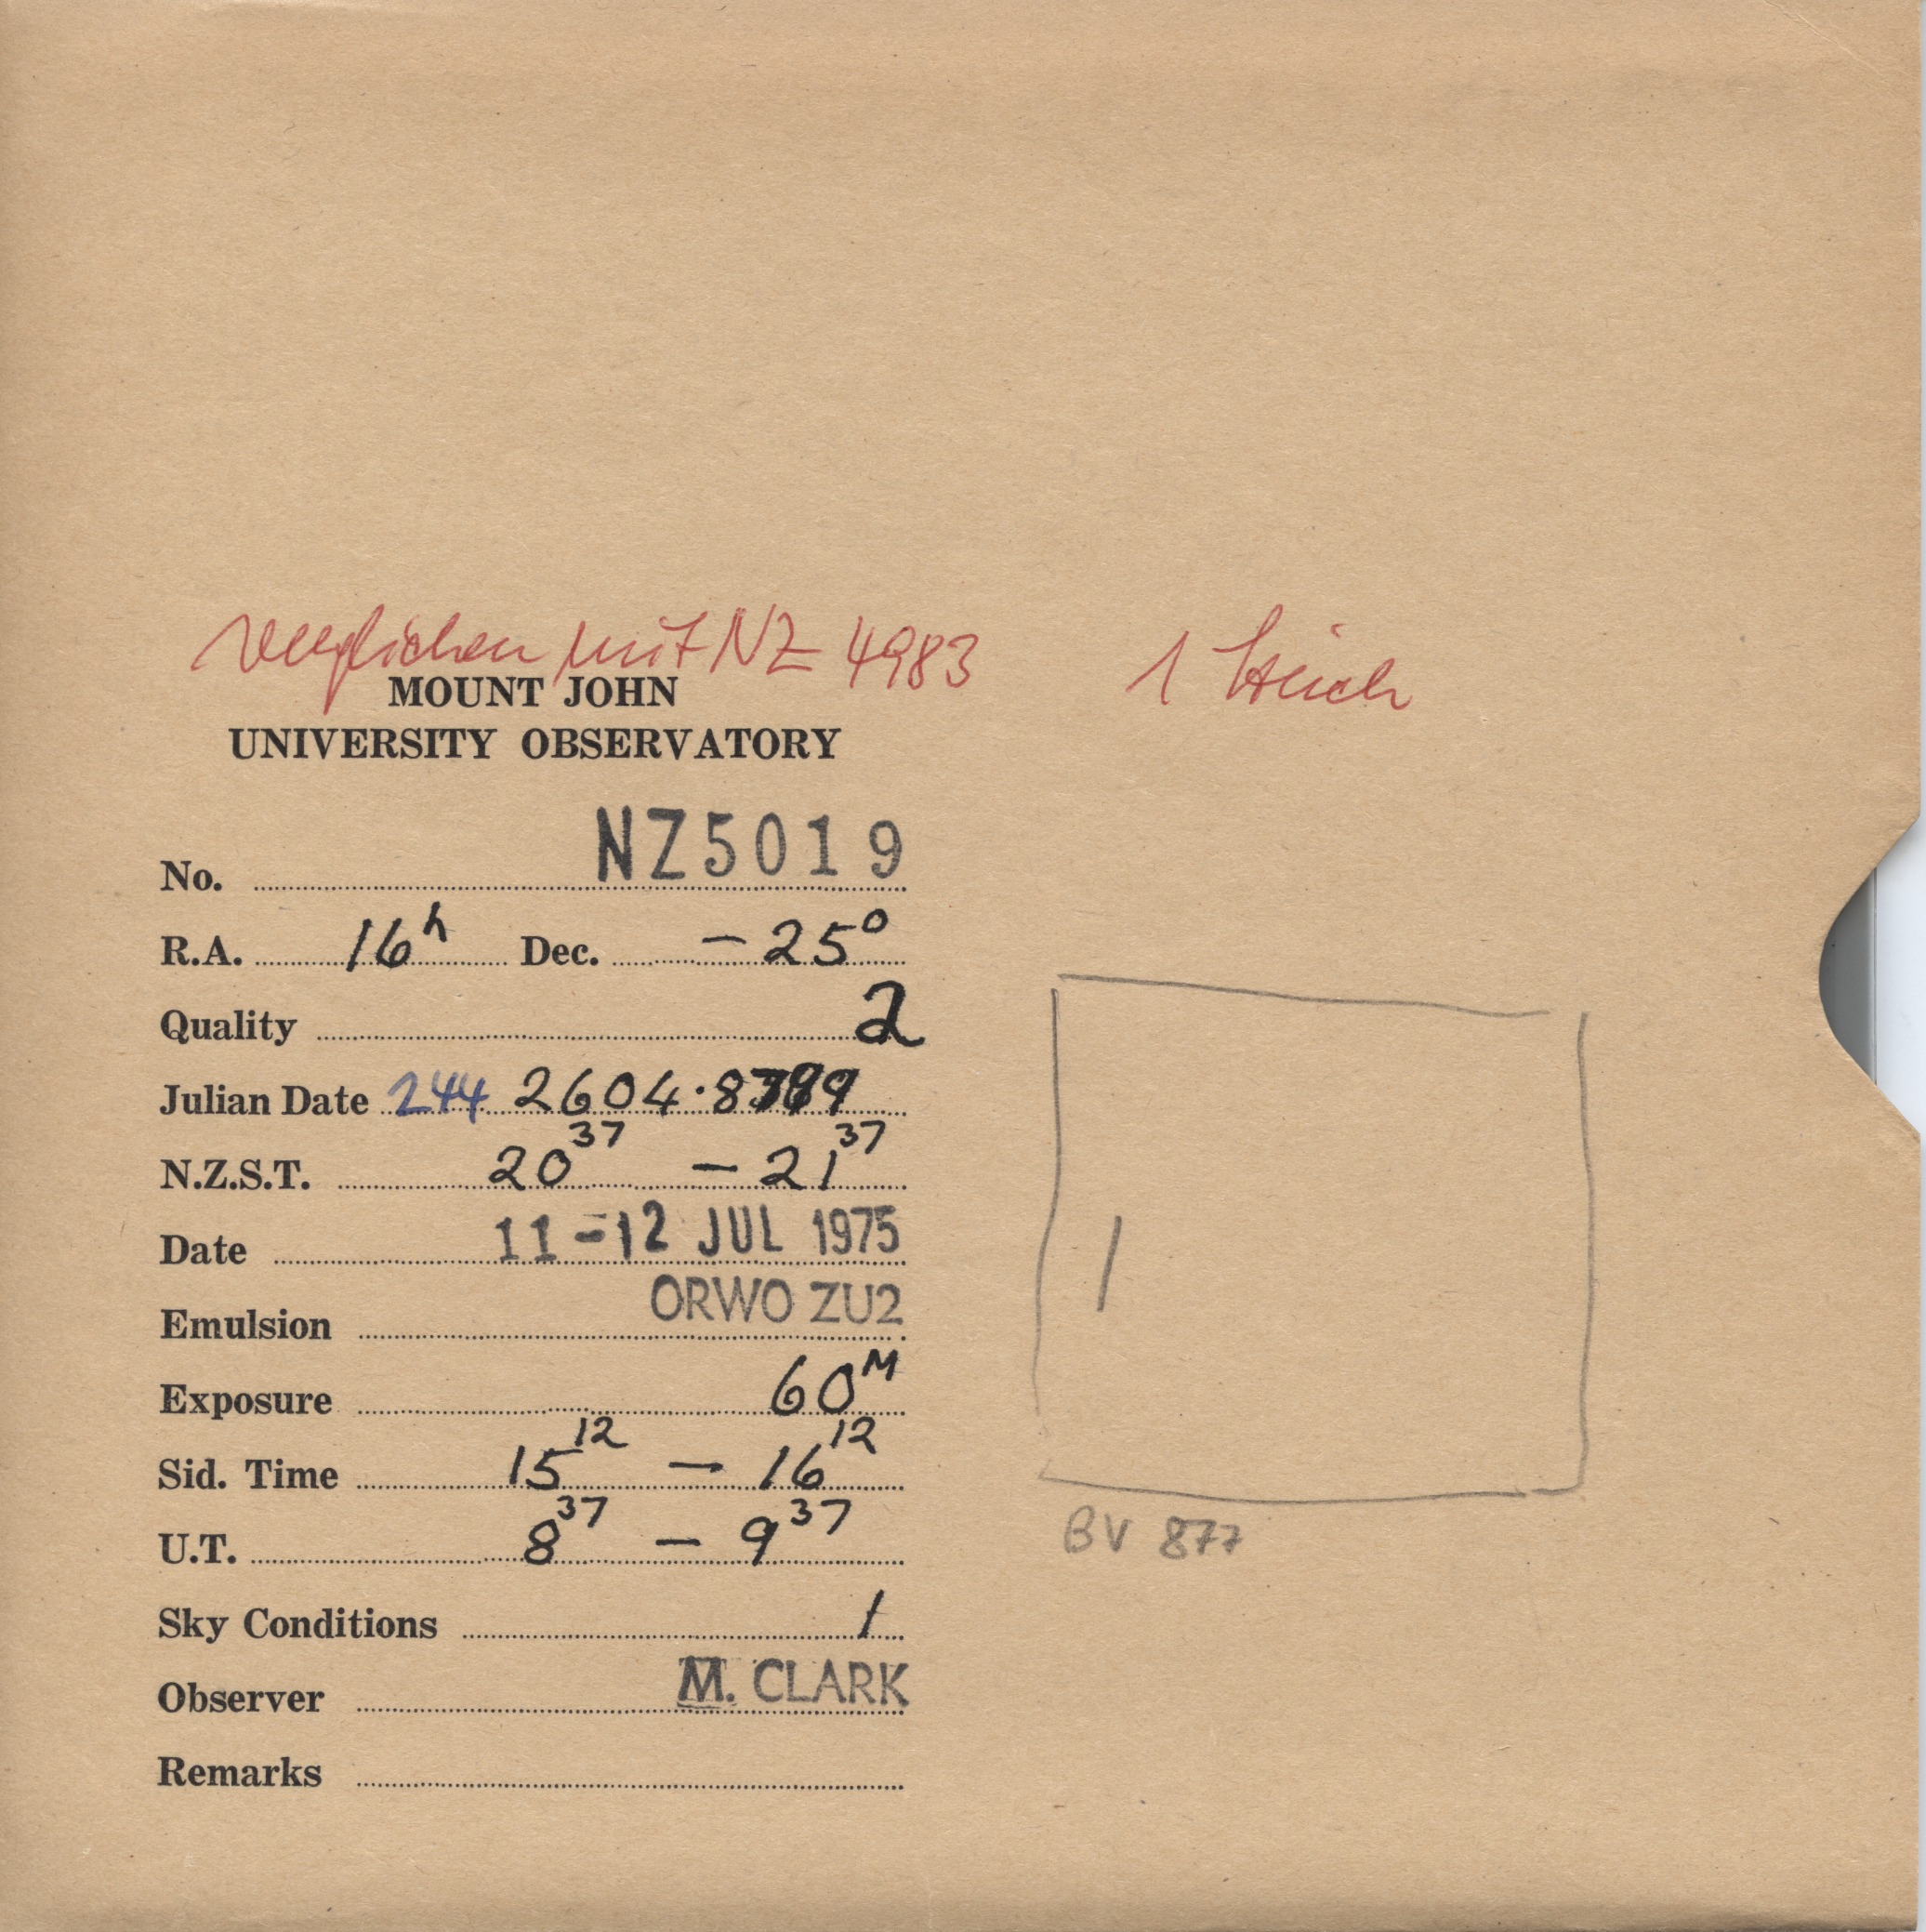 verglichen mit NZ 4983 1 Strich
MOUNT JOHN
UNIVERSITY OBSERVATORY
No. NZ5019
R.A. 16h Dec. -25°
Quality 2
Julian Date 244 2604.8
N.Z.S.T. 20 37 - 21 37
Date 11-12 JUL 1975
Emulsion ORWO ZU2
Exposure 60M
Sid. Time 15 12 - 16 12
U.T. 8 37 - 9 37
BV 877
Sky Conditions 1
Observer M. CLARK
Remarks